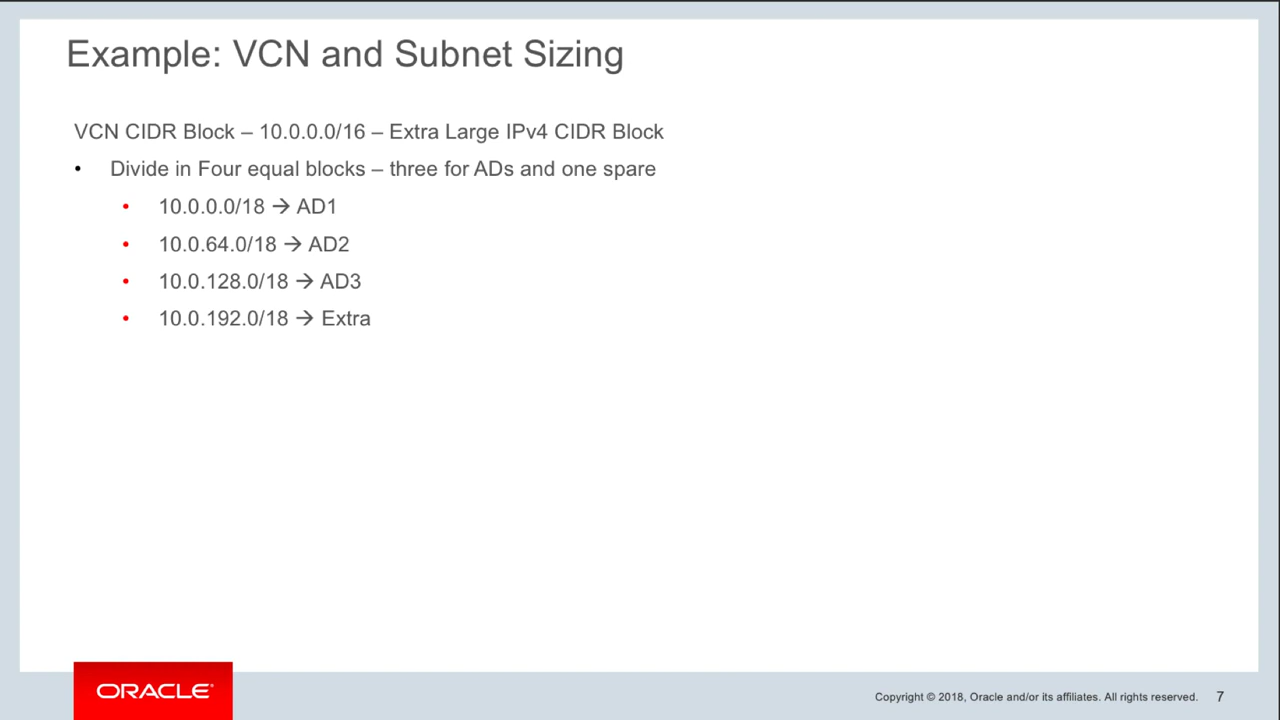 Example: VCN and Subnet Sizing
VCN CIDR Block – 10.0.0.0/16 – Extra Large IPv4 CIDR Block
• Divide in Four equal blocks – three for ADs and one spare
• 10.0.0.0/18 → AD1
• 10.0.64.0/18 → AD2
• 10.0.128.0/18 → AD3
• 10.0.192.0/18 → Extra
ORACLE®
Copyright © 2018, Oracle and/or its affiliates. All rights reserved. 7